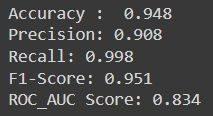 Accuracy :  0.948
Precision: 0.908
Recall: 0.998
F1-Score: 0.951
ROC_AUC Score: 0.834